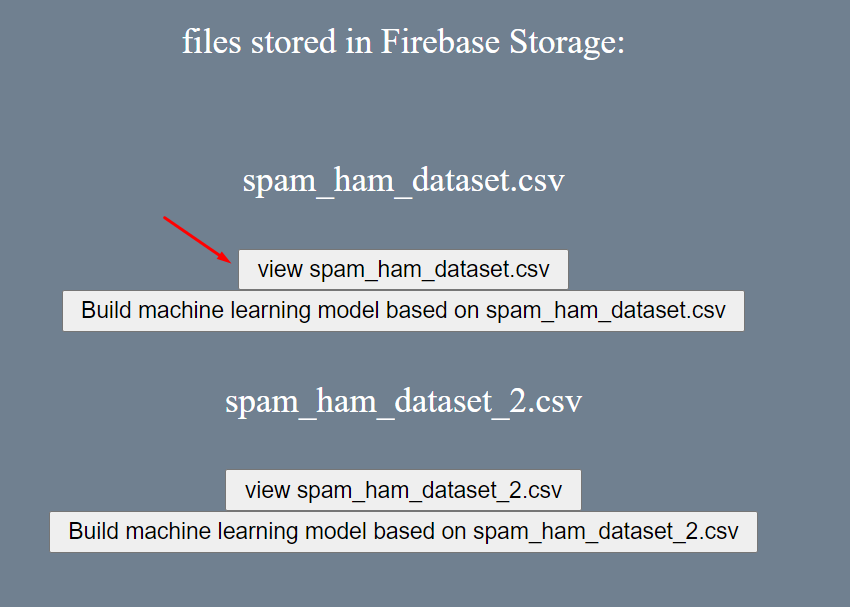 files stored in Firebase Storage:
spam_ham_dataset.csv
view spam_ham_dataset.csv
Build machine learning model based on spam_ham_dataset.csv
spam_ham_dataset_2.csv
view spam_ham_dataset_2.csv
Build machine learning model based on spam_ham_dataset_2.csv